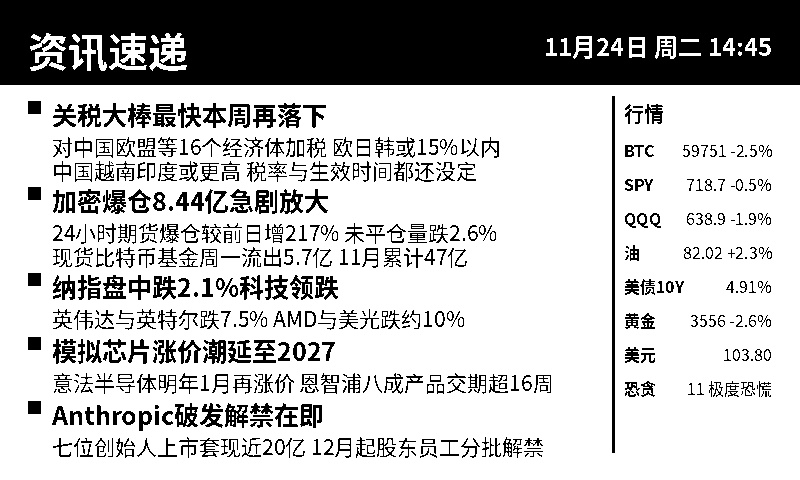 资讯速递
11月24日 周二 14:45
关税大棒最快本周再落下
对中国欧盟等16个经济体加税 欧日韩或15%以内
中国越南印度或更高 税率与生效时间都还没定
加密爆仓8.44亿急剧放大
24小时期货爆仓较前日增217% 未平仓量跌2.6%
现货比特币基金周一流出5.7亿 11月累计47亿
纳指盘中跌2.1%科技领跌
英伟达与英特尔跌7.5% AMD与美光跌约10%
模拟芯片涨价潮延至2027
意法半导体明年1月再涨价 恩智浦八成产品交期超16周
Anthropic破发解禁在即
七位创始人上市套现近20亿 12月起股东员工分批解禁
行情
BTC 59751 -2.5%
SPY 718.7 -0.5%
QQQ 638.9 -1.9%
油 82.02 +2.3%
美债10Y 4.91%
黄金 3556 -2.6%
美元 103.80
恐贪 11 极度恐慌